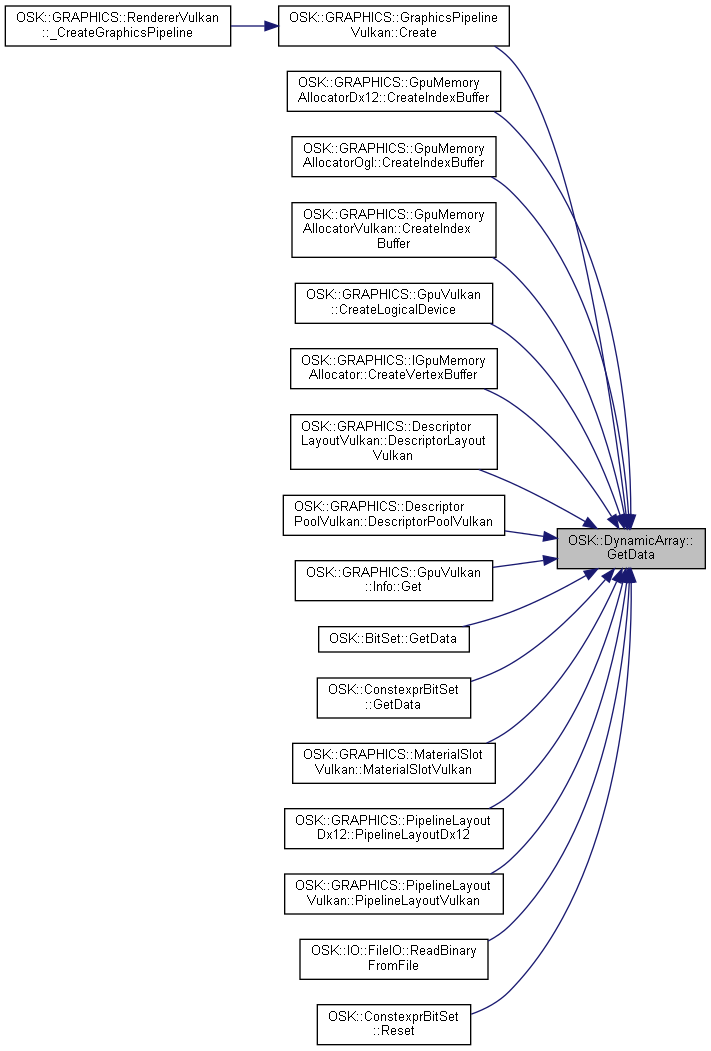 OSK::GRAPHICS::RendererVulkan
::_CreateGraphicsPipeline
OSK::GRAPHICS::GraphicsPipeline
Vulkan::Create
OSK::GRAPHICS::GpuMemory
AllocatorDx12::CreateIndexBuffer
OSK::GRAPHICS::GpuMemory
AllocatorOgl::CreateIndexBuffer
OSK::GRAPHICS::GpuMemory
AllocatorVulkan::CreateIndex
Buffer
OSK::GRAPHICS::GpuVulkan
::CreateLogicalDevice
OSK::GRAPHICS::IGpuMemory
Allocator::CreateVertexBuffer
OSK::GRAPHICS::Descriptor
LayoutVulkan::DescriptorLayout
Vulkan
OSK::GRAPHICS::Descriptor
PoolVulkan::DescriptorPoolVulkan
OSK::DynamicArray::
GetData
OSK::GRAPHICS::GpuVulkan
::Info::Get
OSK::BitSet::GetData
OSK::ConstexprBitSet
::GetData
OSK::GRAPHICS::MaterialSlot
Vulkan::MaterialSlotVulkan
OSK::GRAPHICS::PipelineLayout
Dx12::PipelineLayoutDx12
OSK::GRAPHICS::PipelineLayout
Vulkan::PipelineLayoutVulkan
OSK::IO::FileIO::ReadBinary
FromFile
OSK::ConstexprBitSet
::Reset